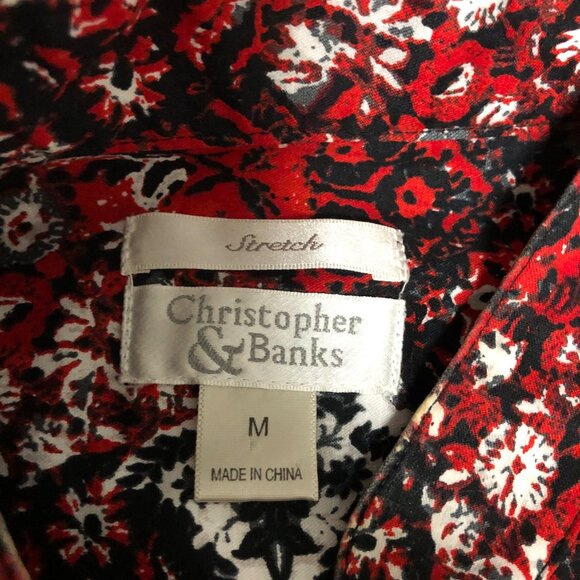 Stretch
Christopher
& Banks
M
MADE IN CHINA